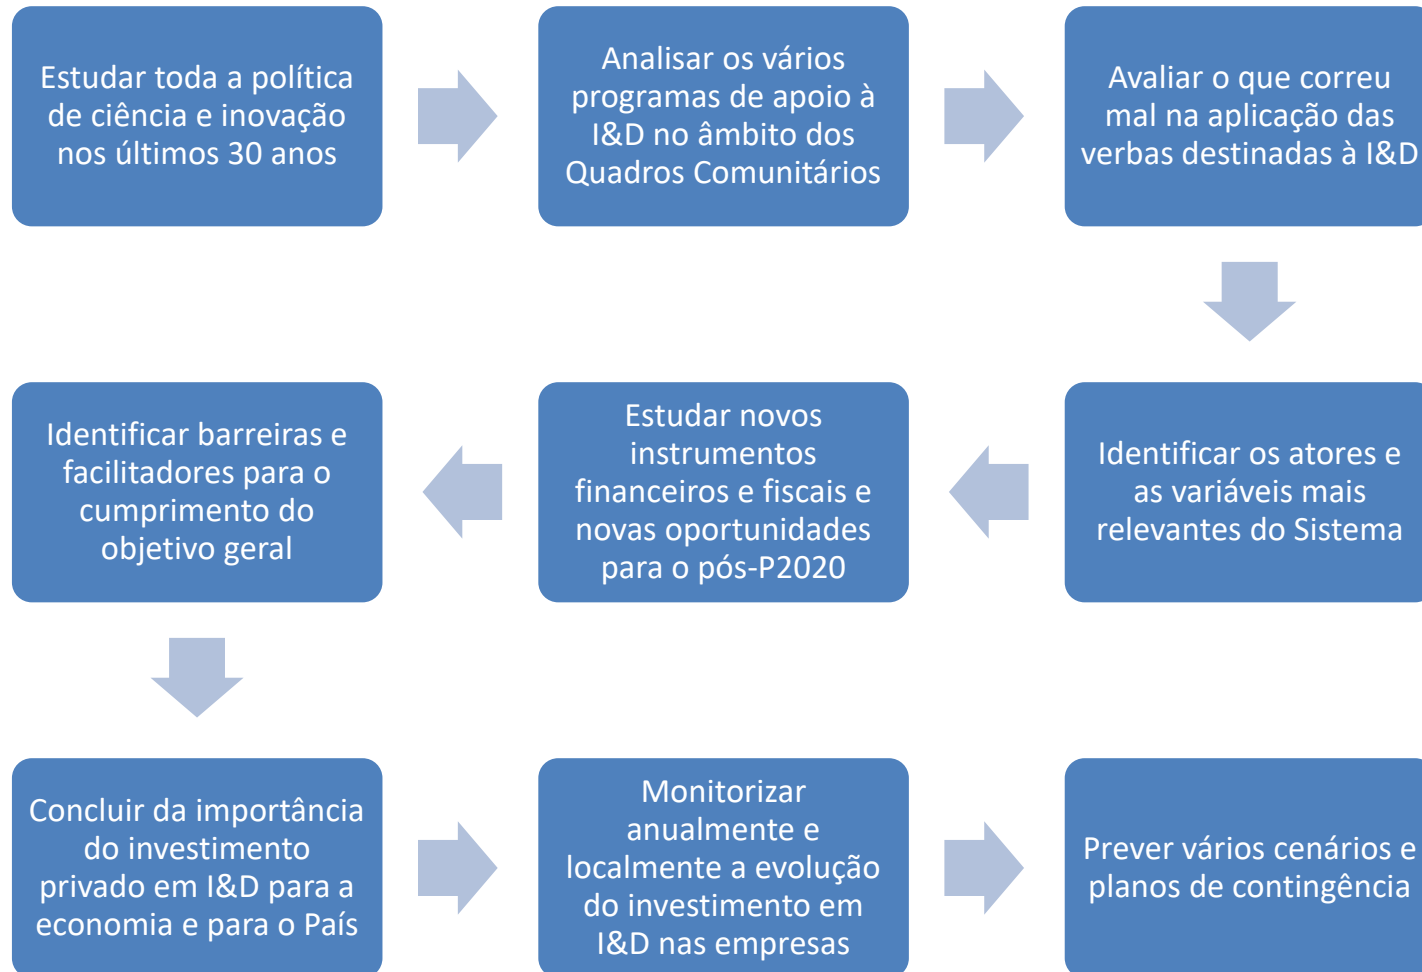 Estudar toda a política
de ciência e inovação
nos últimos 30 anos
Analisar os vários
programas de apoio à
I&D no âmbito dos
Quadros Comunitários
Avaliar o que correu
mal na aplicação das
verbas destinadas à I&D
Identificar os atores e
as variáveis mais
relevantes do Sistema
Estudar novos
instrumentos
financeiros e fiscais e
novas oportunidades
para o pós-P2020
Identificar barreiras e
facilitadores para o
cumprimento do
objetivo geral
Concluir da importância
do investimento
privado em I&D para a
economia e para o País
Monitorizar
anualmente e
localmente a evolução
do investimento em
I&D nas empresas
Prever vários cenários e
planos de contingência